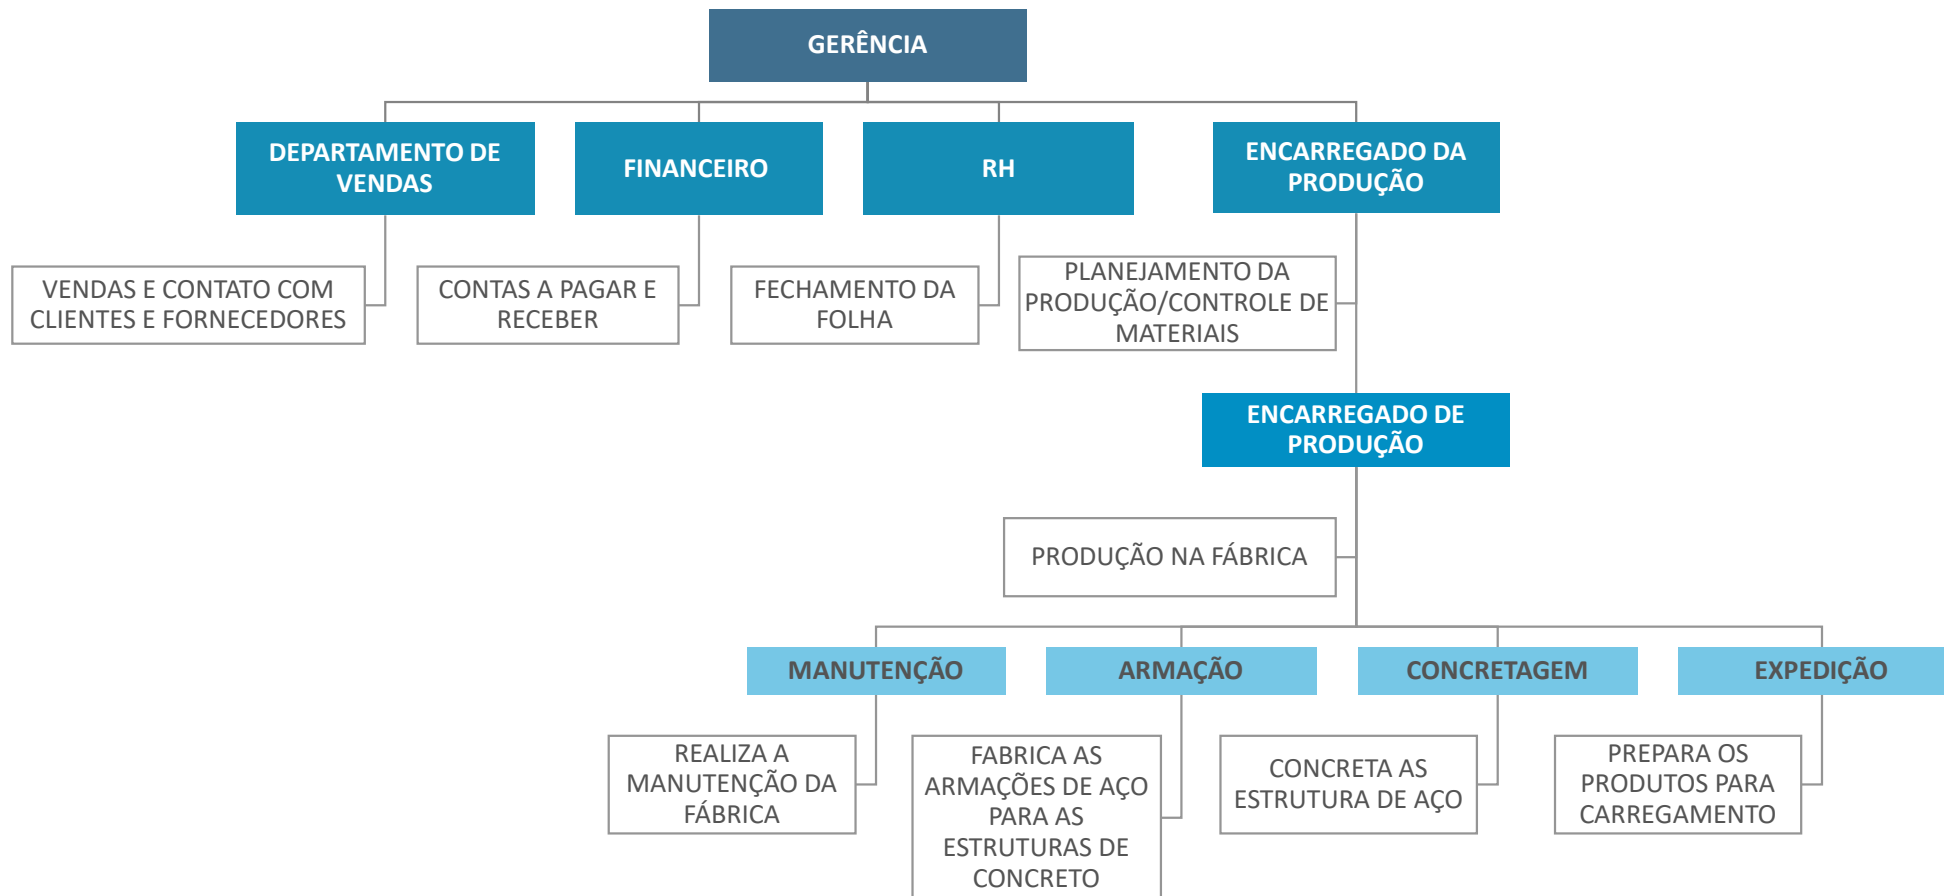 GERÊNCIA
DEPARTAMENTO DE
VENDAS
FINANCEIRO
RH
ENCARREGADO DA
PRODUÇÃO
VENDAS E CONTATO COM
CLIENTES E FORNECEDORES
CONTAS A PAGAR E
RECEBER
FECHAMENTO DA
FOLHA
PLANEJAMENTO DA
PRODUÇÃO/CONTROLE DE
MATERIAIS
ENCARREGADO DE
PRODUÇÃO
PRODUÇÃO NA FÁBRICA
MANUTENÇÃO
ARMAÇÃO
CONCRETAGEM
EXPEDIÇÃO
REALIZA A
MANUTENÇÃO DA
FÁBRICA
FABRICA AS
ARMAÇÕES DE AÇO
PARA AS
ESTRUTURAS DE
CONCRETO
CONCRETA AS
ESTRUTURA DE AÇO
PREPARA OS
PRODUTOS PARA
CARREGAMENTO